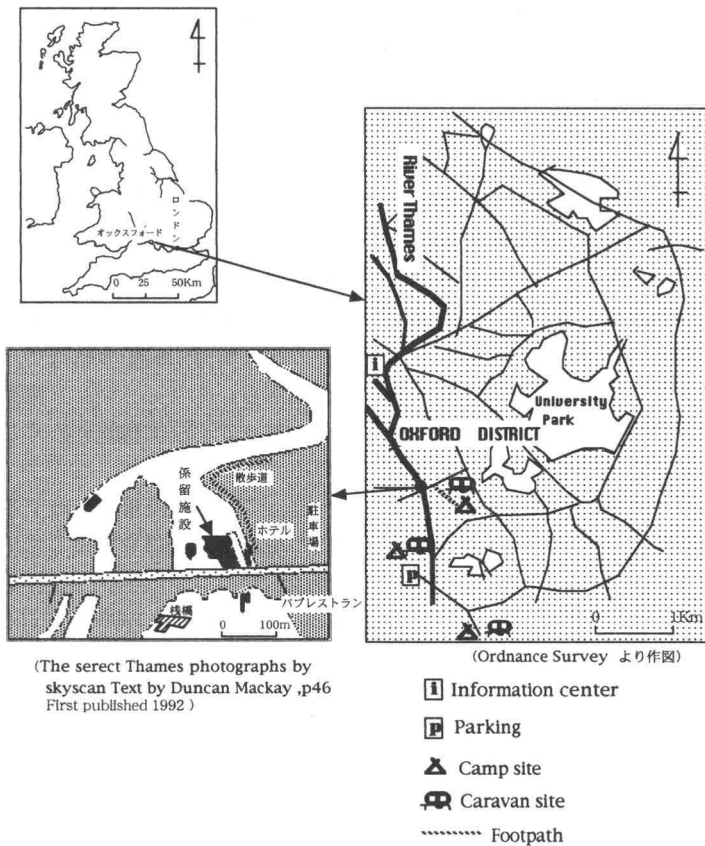 ロンドン
オックスフォード
0 25 50Km
River Thames
i
University
Park
OXFORD DISTRICT
P
0 1Km
係留施設
散歩道
ホテル
駐車場
パブレストラン
桟橋
0 100m
(The serect Thames photographs by
skyscan Text by Duncan Mackay ,p46
First published 1992 )
(Ordnance Survey より作図)
i Information center
P Parking
Camp site
Caravan site
Footpath